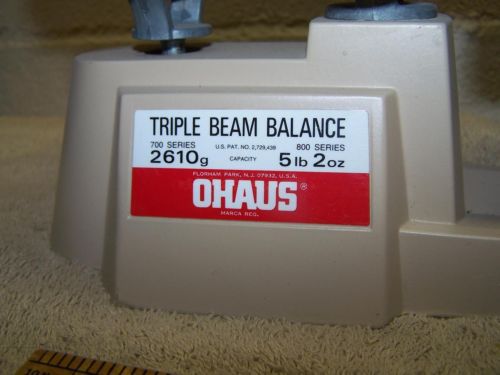 TRIPLE BEAM BALANCE
700 SERIES U.S. PAT. NO. 2,729,439 800 SERIES
2610g CAPACITY 5 lb 2 oz
FLORHAM PARK, N.J. 07932, U.S.A.
OHAUS®
MARCA REG.